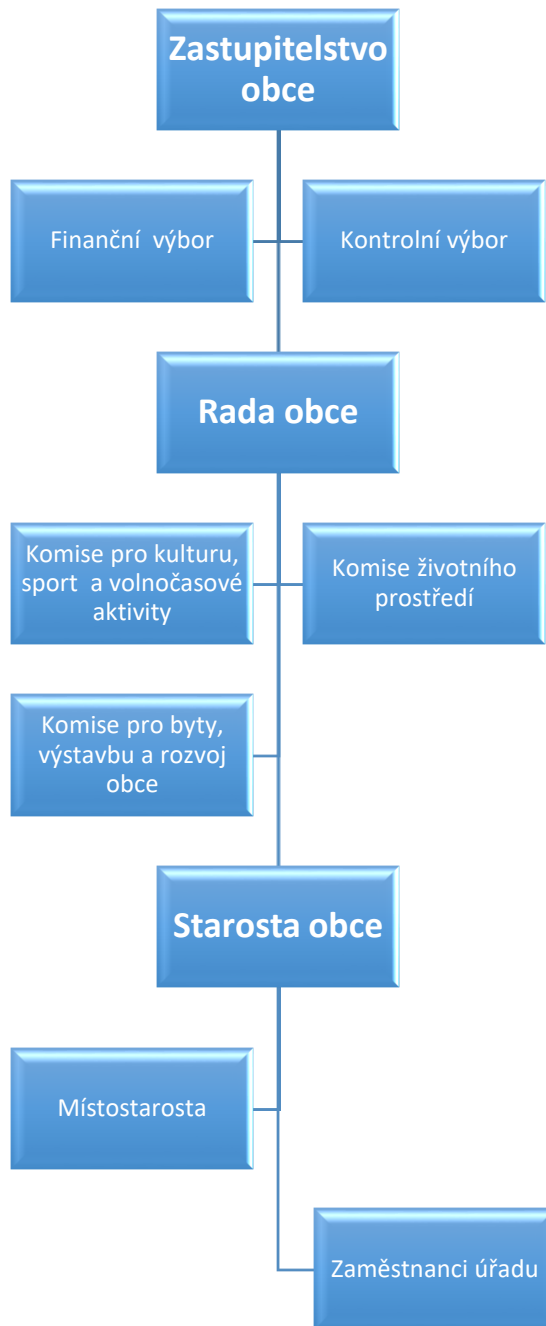 Zastupitelstvo
obce
Finanční výbor
Kontrolní výbor
Rada obce
Komise pro kulturu,
sport a volnočasové
aktivity
Komise životního
prostředí
Komise pro byty,
výstavbu a rozvoj
obce
Starosta obce
Místostarosta
Zaměstnanci úřadu